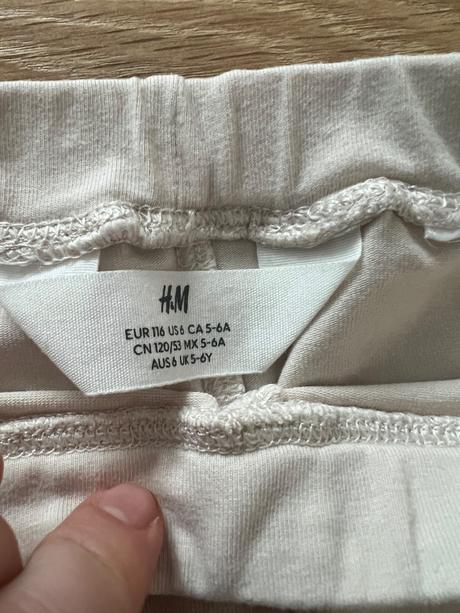 H&M
EUR 116 US 6 CA 5-6A
CN 120/53 MX 5-6A
AUS 6 UK 5-6Y